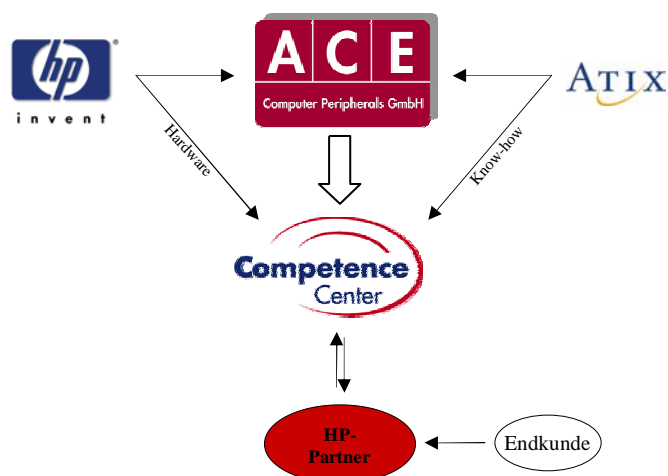 hp
®
invent
ACE
Computer Peripherals GmbH
ATIX
Hardware
Know-how
Competence
Center
HP-
Partner
Endkunde